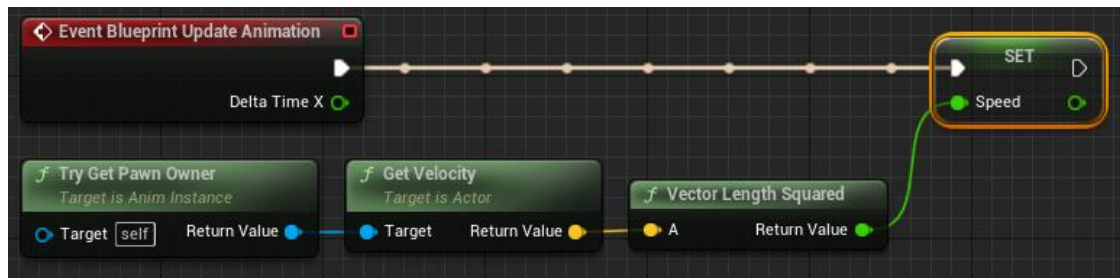 Event Blueprint Update Animation
Delta Time X
SET
Speed
f Try Get Pawn Owner
Target is Anim Instance
Target self Return Value
f Get Velocity
Target is Actor
Target Return Value
f Vector Length Squared
A Return Value